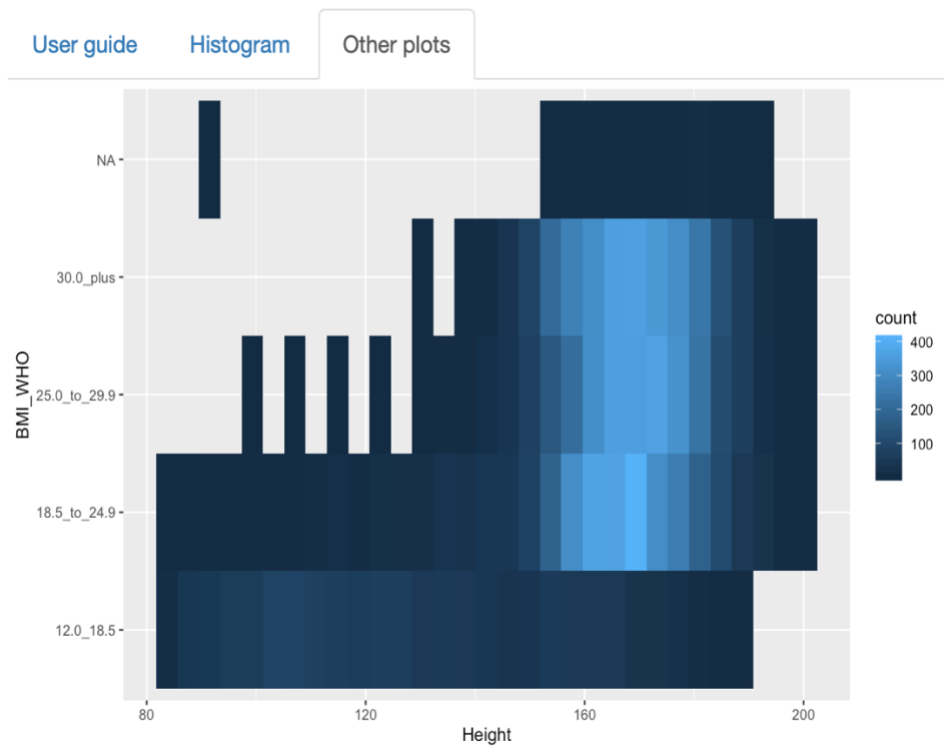 User guide Histogram Other plots
NA
30.0_plus
25.0_to_29.9
18.5_to_24.9
12.0_18.5
BMI_WHO
80 120 160 200
Height
count
400
300
200
100